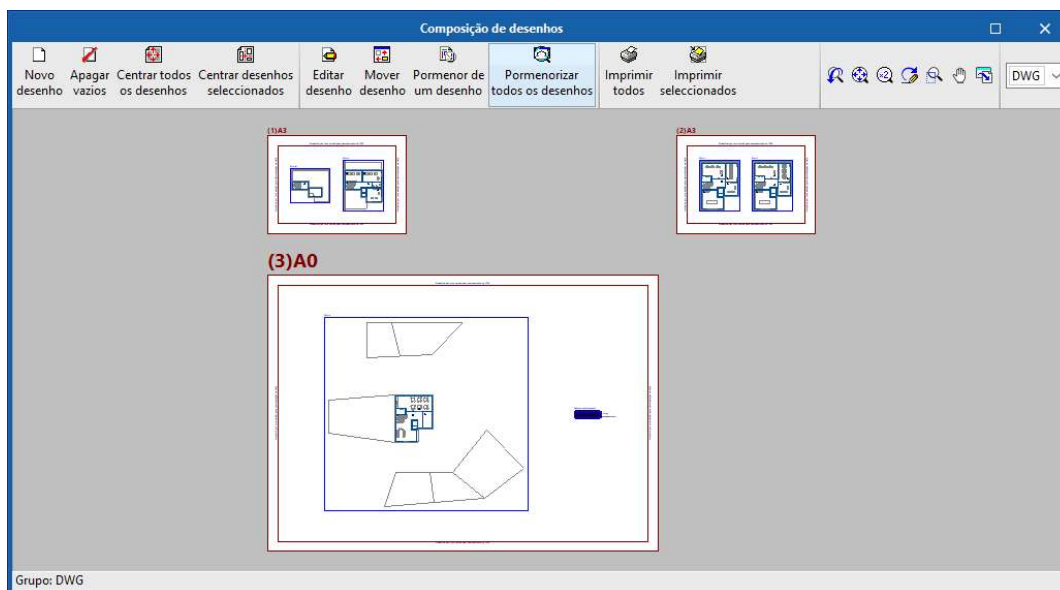 Composição de desenhos
Novo desenho
Apagar vazios
Centrar todos os desenhos
Centrar desenhos seleccionados
Editar desenho
Mover desenho
Pormenor de um desenho
Pormenorizar todos os desenhos
Imprimir todos
Imprimir seleccionados
DWG
(1)A3
(2)A3
(3)A0
Grupo: DWG